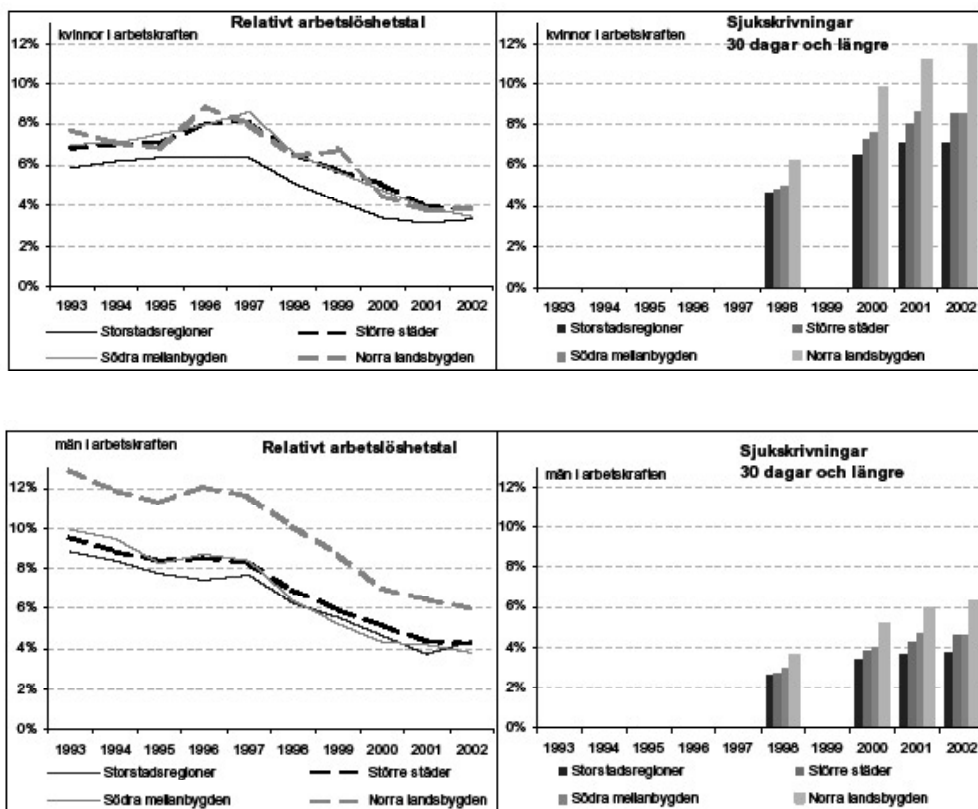 Relativt arbetslöshetstal
kvinnor i arbetskraften
12%
10%
8%
6%
4%
2%
0%
1993 1994 1995 1996 1997 1998 1999 2000 2001 2002
Storstadsregioner
Större städer
Södra mellanbygden
Norra landsbygden
Sjukskrivningar
30 dagar och längre
kvinnor i arbetskraften
12%
10%
8%
6%
4%
2%
0%
1993 1994 1995 1996 1997 1998 1999 2000 2001 2002
Storstadsregioner
Större städer
Södra mellanbygden
Norra landsbygden
män i arbetskraften
Relativt arbetslöshetstal
12%
10%
8%
6%
4%
2%
0%
1993 1994 1995 1996 1997 1998 1999 2000 2001 2002
Storstadsregioner
Större städer
Södra mellanbygden
Norra landsbygden
Sjukskrivningar
30 dagar och längre
män i arbetskraften
12%
10%
8%
6%
4%
2%
0%
1993 1994 1995 1996 1997 1998 1999 2000 2001 2002
Storstadsregioner
Större städer
Södra mellanbygden
Norra landsbygden